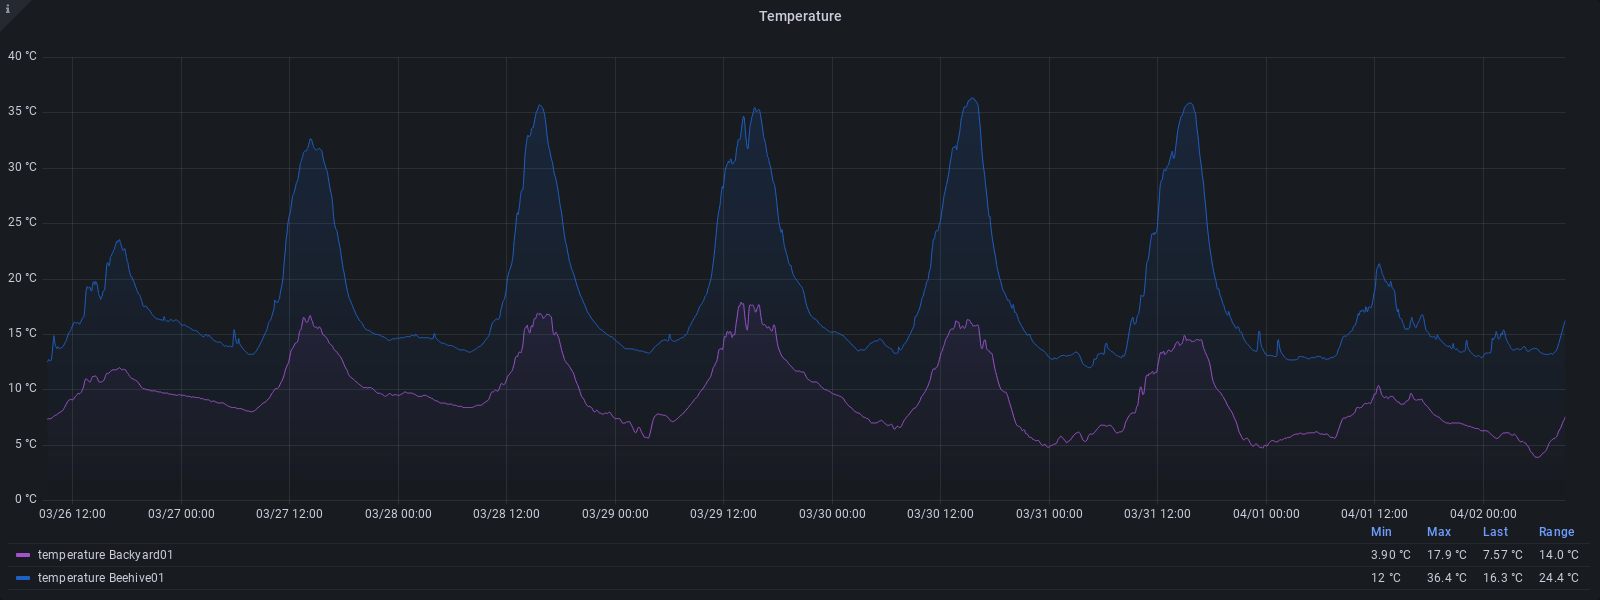 i
Temperature
40 °C
35 °C
30 °C
25 °C
20 °C
15 °C
10 °C
5 °C
0 °C
03/26 12:00 03/27 00:00 03/27 12:00 03/28 00:00 03/28 12:00 03/29 00:00 03/29 12:00 03/30 00:00 03/30 12:00 03/31 00:00 03/31 12:00 04/01 00:00 04/01 12:00 04/02 00:00
Min Max Last Range
temperature Backyard01 3.90 °C 17.9 °C 7.57 °C 14.0 °C
temperature Beehive01 12 °C 36.4 °C 16.3 °C 24.4 °C